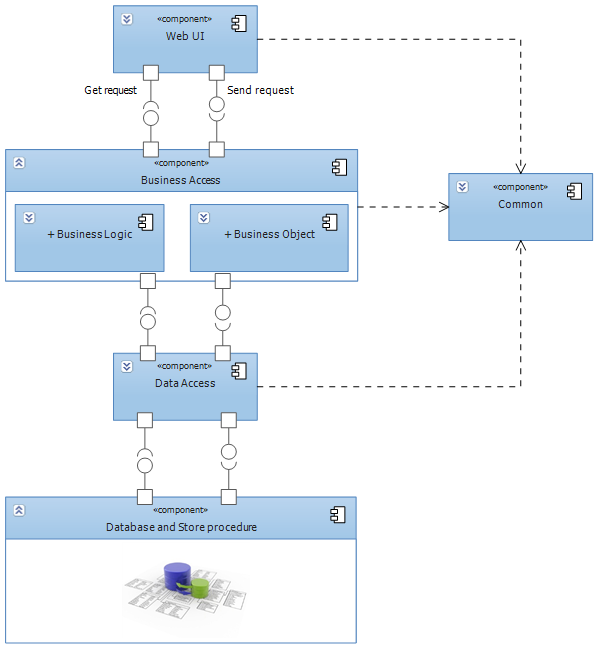 «component»
Web UI
Get request
Send request
«component»
Business Access
«component»
Common
+ Business Logic
+ Business Object
«component»
Data Access
«component»
Database and Store procedure